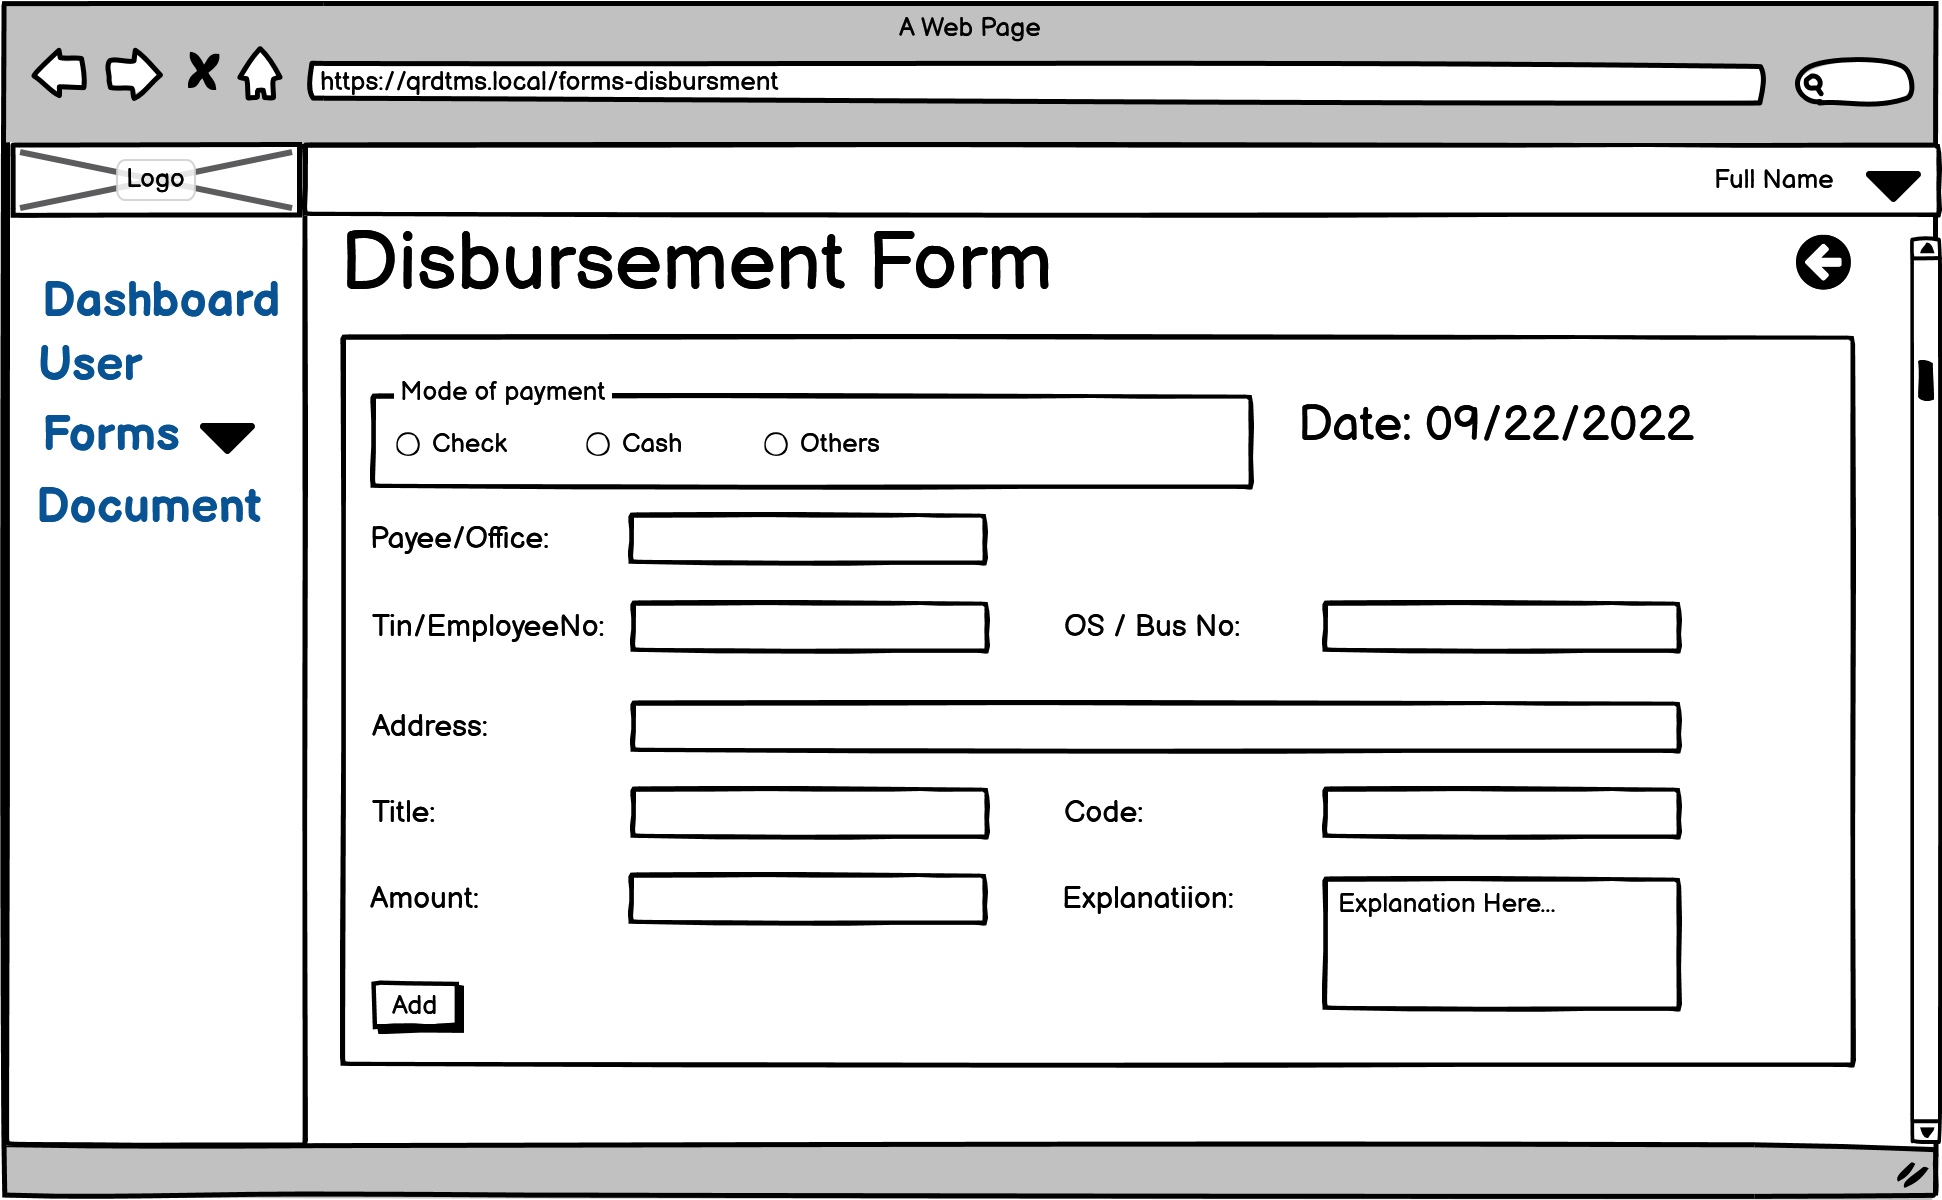 A Web Page
https://qrdtms.local/forms-disbursment
Logo
Full Name
Dashboard
User
Forms
Document
Disbursement Form
Mode of payment
Check Cash Others
Date: 09/22/2022
Payee/Office:
Tin/EmployeeNo: OS / Bus No:
Address:
Title: Code:
Amount: Explanatiion:
Explanation Here...
Add